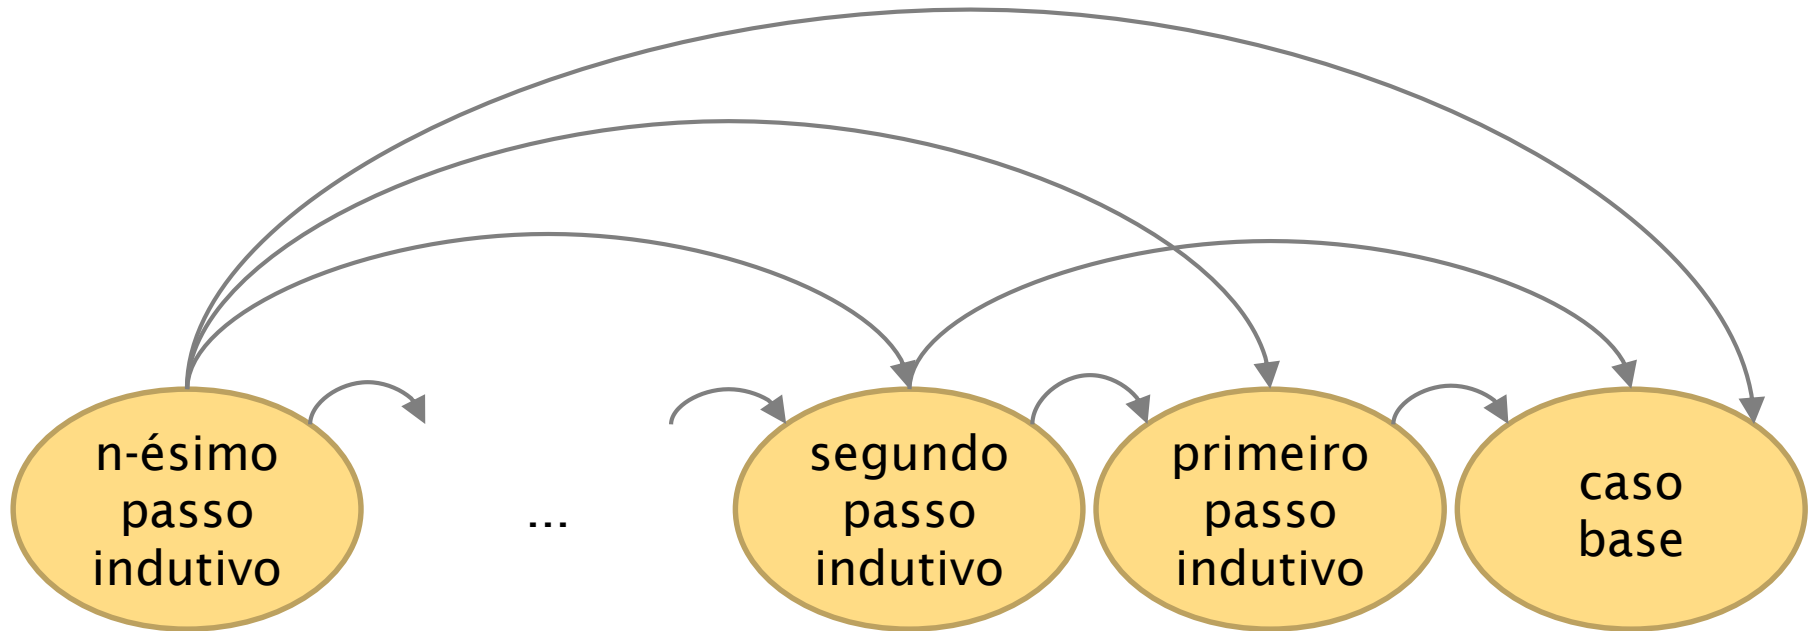 n-ésimo
passo
indutivo
...
segundo
passo
indutivo
primeiro
passo
indutivo
caso
base